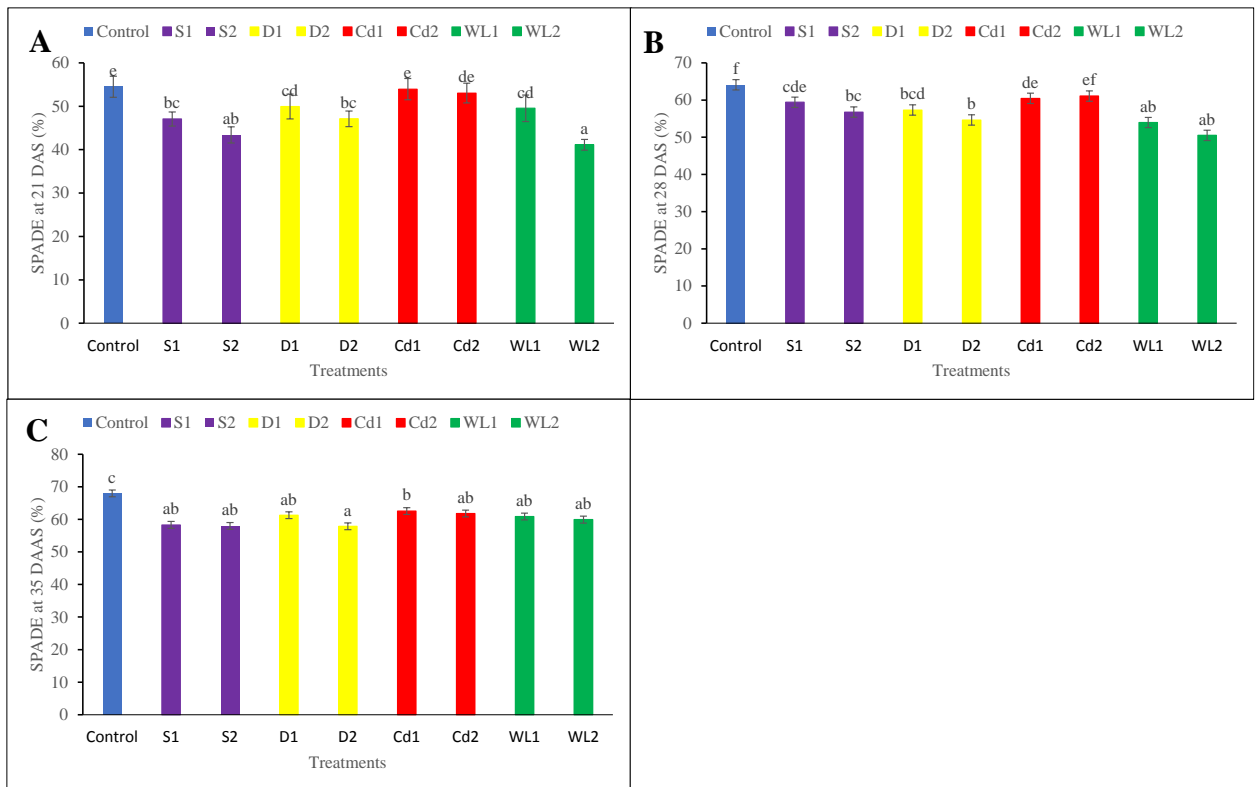 A
Control S1 S2 D1 D2 Cd1 Cd2 WL1 WL2
SPADE at 21 DAS (%)
60
50
40
30
20
10
0
e bc ab cd bc e de cd a
Control S1 S2 D1 D2 Cd1 Cd2 WL1 WL2
Treatments
B
Control S1 S2 D1 D2 Cd1 Cd2 WL1 WL2
SPADE at 28 DAS (%)
70
60
50
40
30
20
10
0
f cde bc bcd b de ef ab ab
Control S1 S2 D1 D2 Cd1 Cd2 WL1 WL2
Treatments
C
Control S1 S2 D1 D2 Cd1 Cd2 WL1 WL2
SPADE at 35 DAAS (%)
80
70
60
50
40
30
20
10
0
c ab ab ab a b ab ab ab
Control S1 S2 D1 D2 Cd1 Cd2 WL1 WL2
Treatments